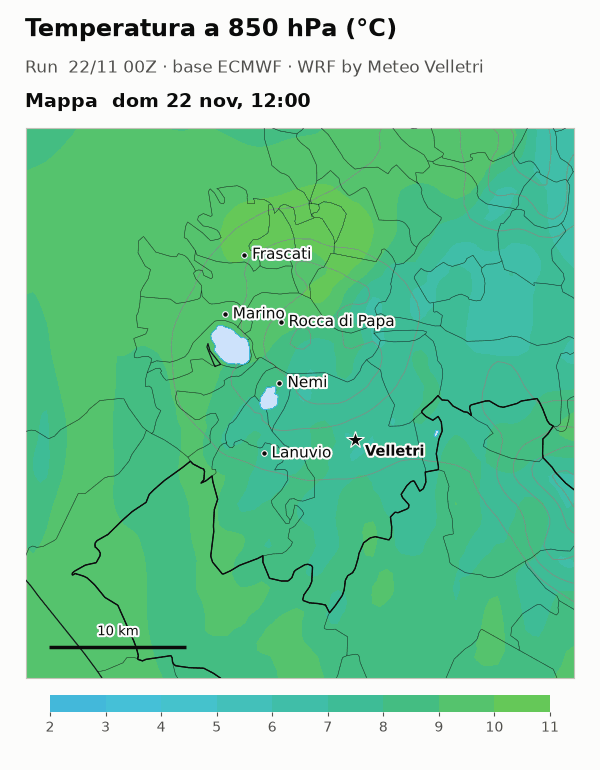 Temperatura a 850 hPa (°C)
Run  22/11 00Z · base ECMWF · WRF by Meteo Velletri
Mappa  dom 22 nov, 12:00
Frascati
Marino
Rocca di Papa
Nemi
Velletri
Lanuvio
10 km
2 3 4 5 6 7 8 9 10 11